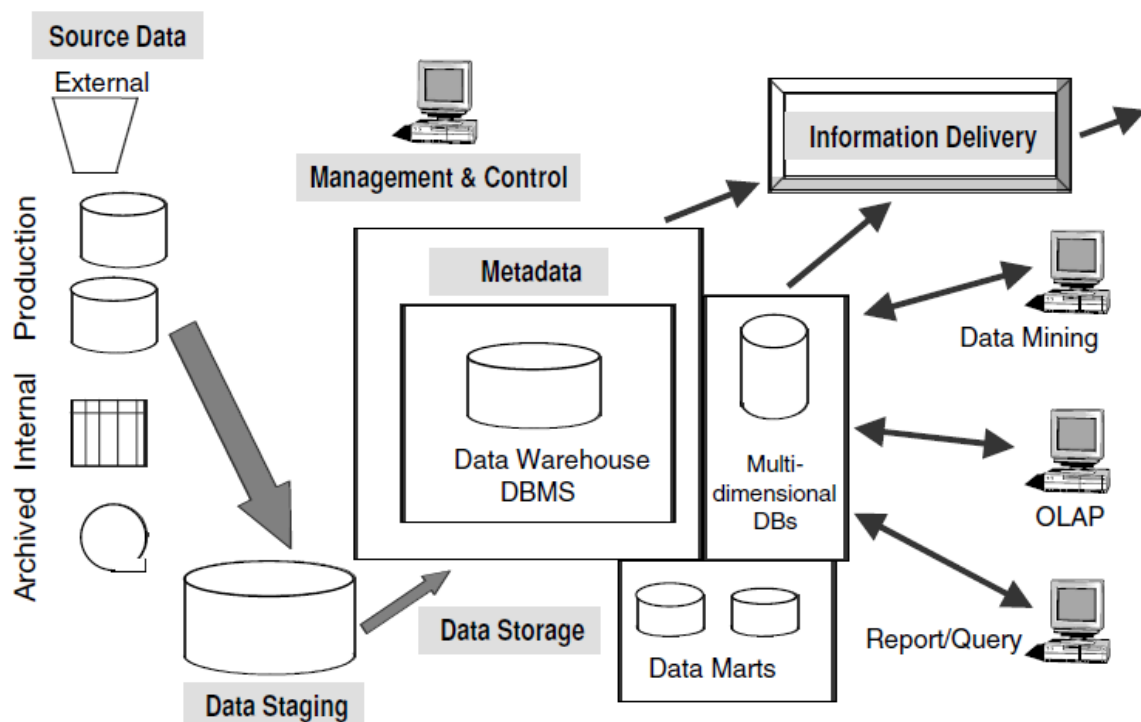 Source Data
External
Production
Internal
Archived
Management & Control
Information Delivery
Metadata
Data Warehouse
DBMS
Multi-
dimensional
DBs
Data Mining
OLAP
Report/Query
Data Storage
Data Marts
Data Staging